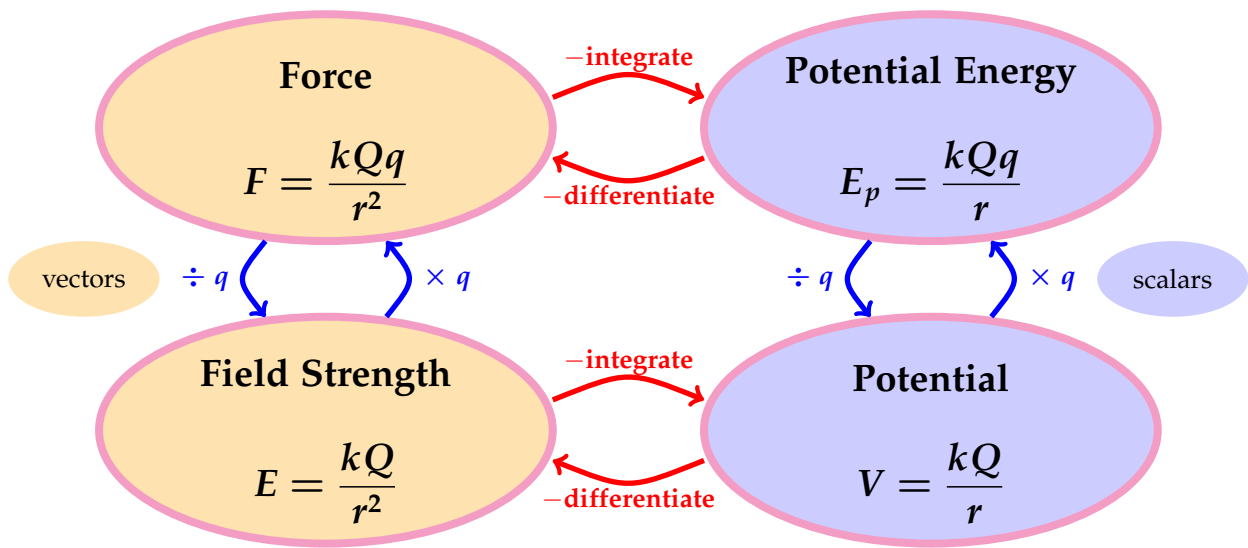 Force
F = kQq / r²
−integrate
−differentiate
Potential Energy
E_p = kQq / r
vectors
÷ q
× q
÷ q
× q
scalars
Field Strength
E = kQ / r²
−integrate
−differentiate
Potential
V = kQ / r